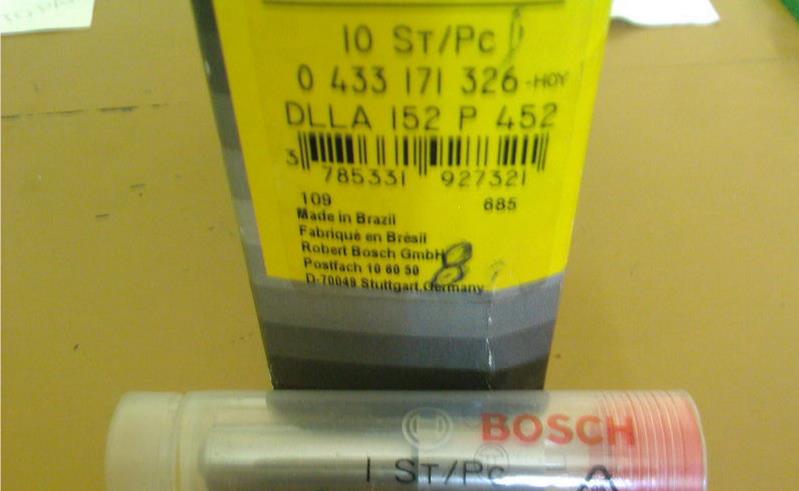 10 ST/PC
0 433 171 326-HOY
DLLA 152 P 452
3 785331 927321
109 685
Made in Brazil
Fabriqué en Brésil
Robert Bosch GmbH
Postfach 10 60 50
D-70049 Stuttgart, Germany
8
BOSCH
1 ST/PC